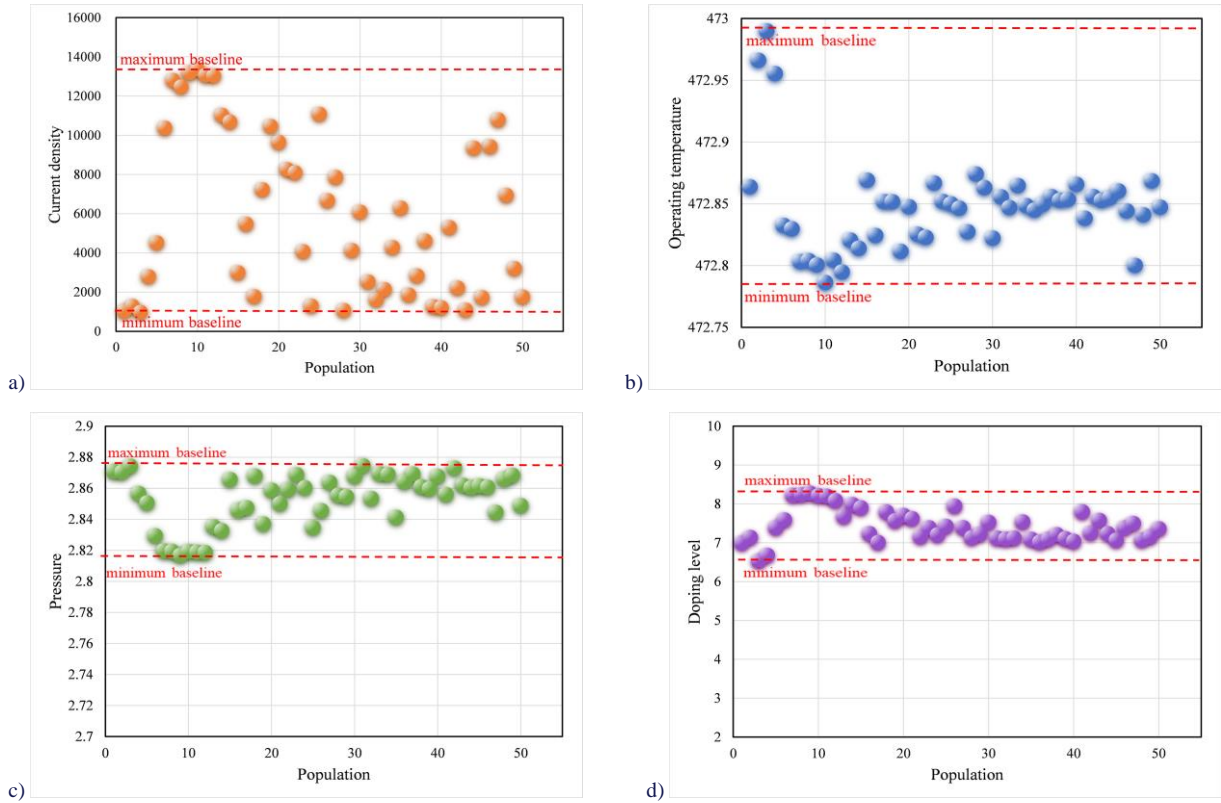 16000
14000
12000
10000
8000
6000
4000
2000
0
Current density
maximum baseline
minimum baseline
0 10 20 30 40 50
Population
a)
473
472.95
472.9
472.85
472.8
472.75
Operating temperature
maximum baseline
minimum baseline
0 10 20 30 40 50
Population
b)
2.9
2.88
2.86
2.84
2.82
2.8
2.78
2.76
2.74
2.72
2.7
Pressure
maximum baseline
minimum baseline
0 10 20 30 40 50
Population
c)
10
9
8
7
6
5
4
3
2
Doping level
maximum baseline
minimum baseline
0 10 20 30 40 50
Population
d)